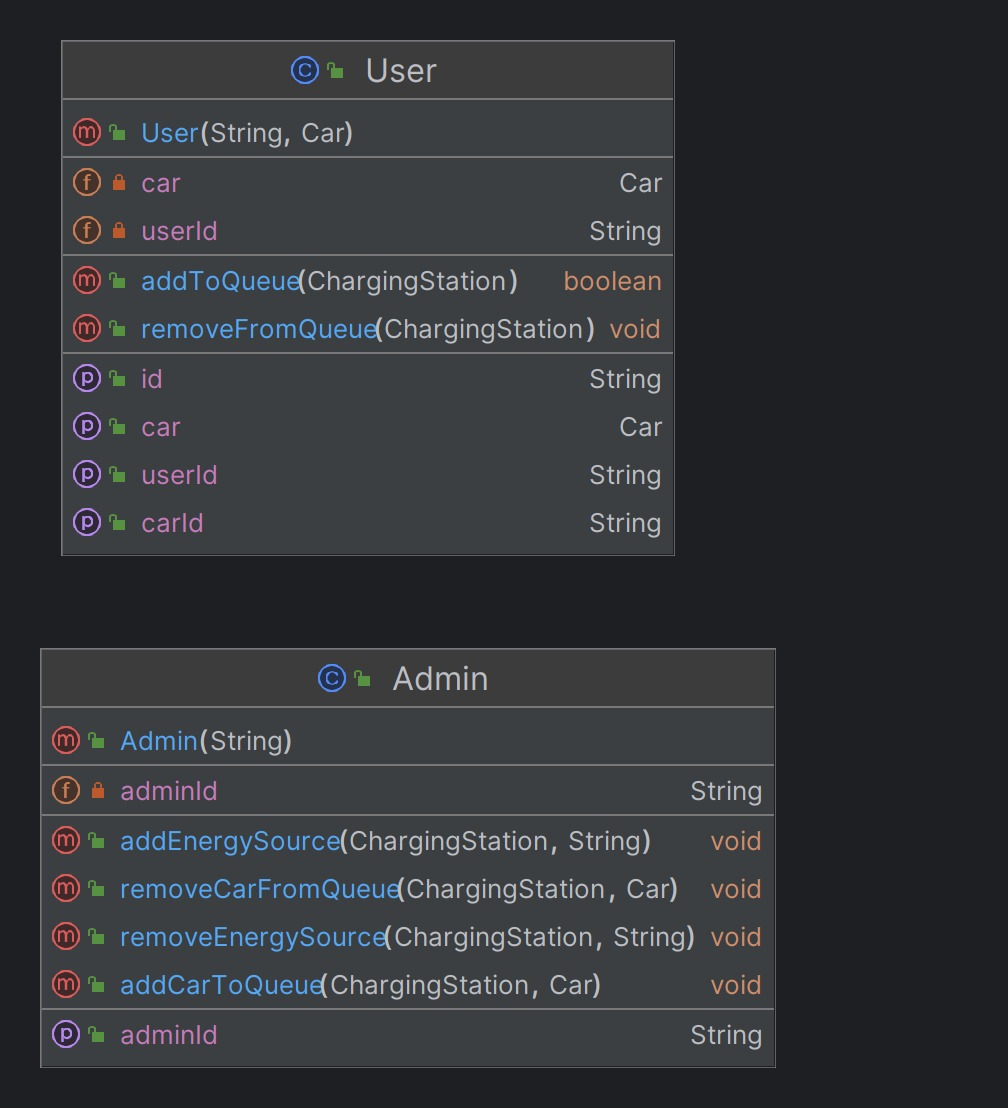 C User
m User(String, Car)
f car Car
f userId String
m addToQueue(ChargingStation) boolean
m removeFromQueue(ChargingStation) void
p id String
p car Car
p userId String
p carId String
C Admin
m Admin(String)
f adminId String
m addEnergySource(ChargingStation, String) void
m removeCarFromQueue(ChargingStation, Car) void
m removeEnergySource(ChargingStation, String) void
m addCarToQueue(ChargingStation, Car) void
p adminId String